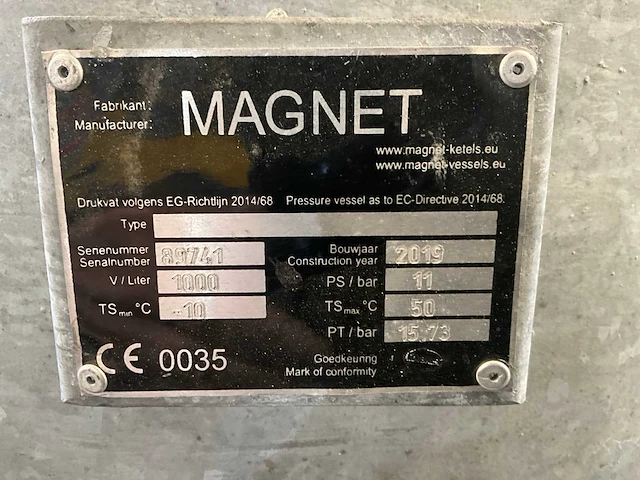 Fabrikant:
Manufacturer:
MAGNET
www.magnet-ketels.eu
www.magnet-vessels.eu
Drukvat volgens EG-Richtlijn 2014/68 Pressure vessel as to EC-Directive 2014/68.
Type
Serienummer
Serialnumber
89741
Bouwjaar
Construction year
2019
V / Liter 1000
PS / bar 11
TSmin °C -10
TSmax °C 50
PT / bar 15.73
CE 0035
Goedkeuring
Mark of conformity